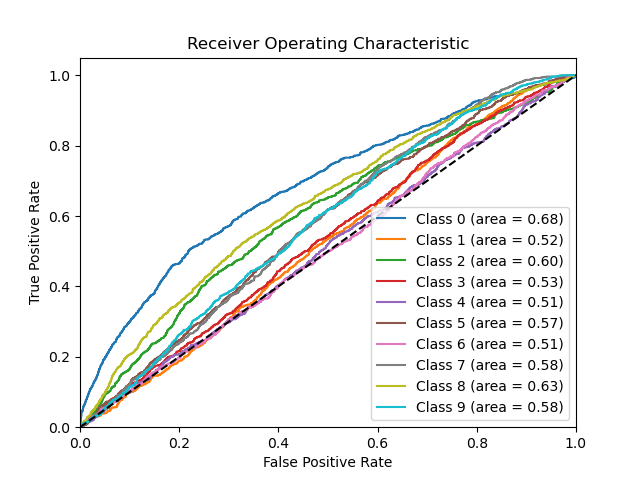 Receiver Operating Characteristic
True Positive Rate
1.0
0.8
0.6
0.4
0.2
0.0
Class 0 (area = 0.68)
Class 1 (area = 0.52)
Class 2 (area = 0.60)
Class 3 (area = 0.53)
Class 4 (area = 0.51)
Class 5 (area = 0.57)
Class 6 (area = 0.51)
Class 7 (area = 0.58)
Class 8 (area = 0.63)
Class 9 (area = 0.58)
0.0 0.2 0.4 0.6 0.8 1.0
False Positive Rate